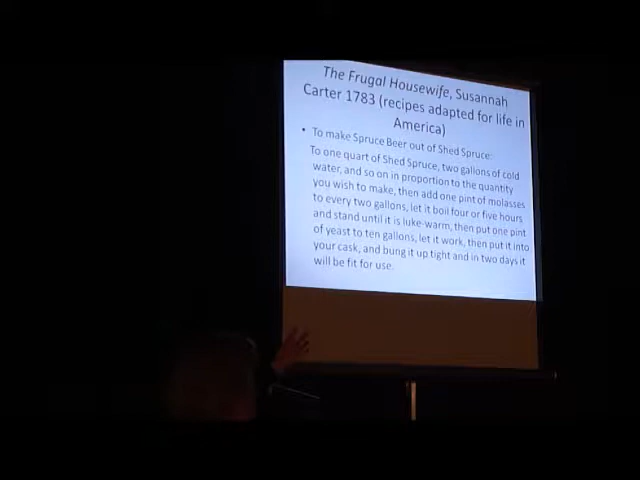 The Frugal Housewife, Susannah
Carter 1783 (recipes adapted for life in
America)
• To make Spruce Beer out of Shed Spruce:
To one quart of Shed Spruce, two gallons of cold
water, and so on in proportion to the quantity
you wish to make, then add one pint of molasses
to every two gallons, let it boil four or five hours
and stand until it is luke-warm, then put one pint
of yeast to ten gallons, let it work, then put it into
your cask, and bung it up tight and in two days it
will be fit for use.